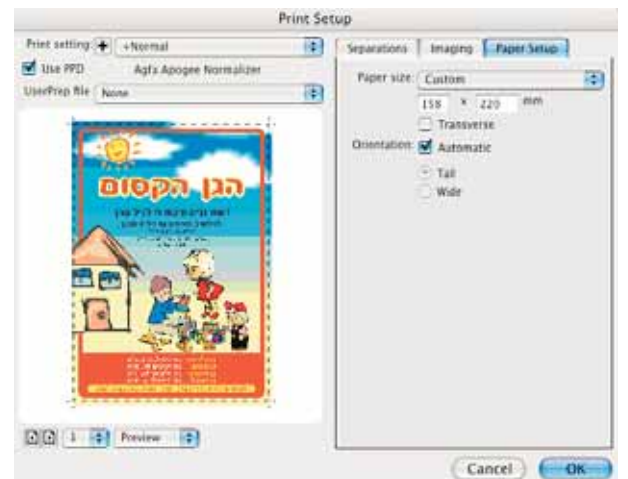 Print Setup
Print setting + +Normal
Use PPD Agfa Apogee Normalizer
UserPrep file None
הגן הקסום
1 Preview
Separations Imaging Paper Setup
Paper size: Custom
158 x 220 mm
Transverse
Orientation: Automatic
Tall
Wide
Cancel OK